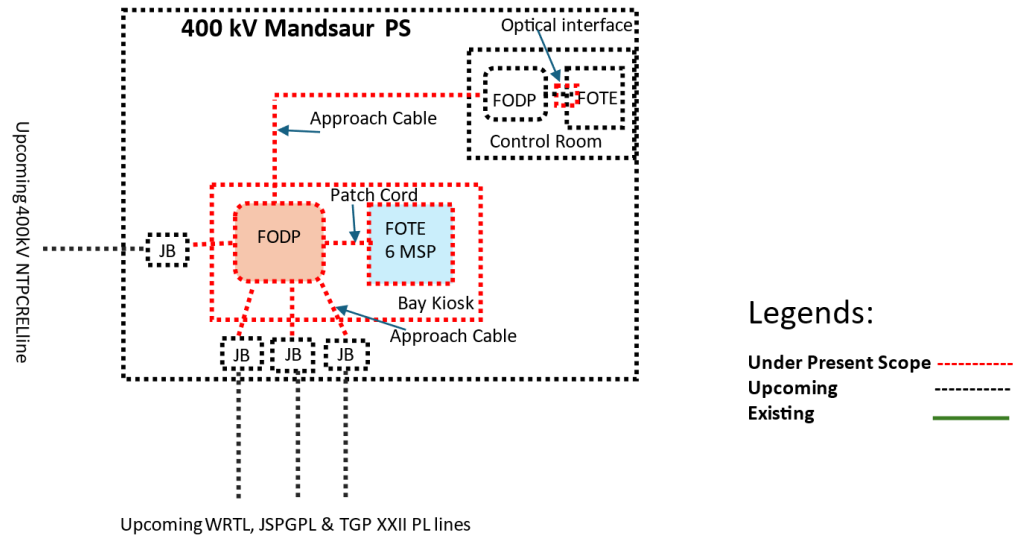 400 kV Mandsaur PS
Optical interface
FODP
FOTE
Control Room
Approach Cable
Upcoming 400kV NTPCRELline
Patch Cord
JB
FODP
FOTE
6 MSP
Bay Kiosk
Approach Cable
JB
JB
JB
Upcoming WRTL, JSPGPL & TGP XXII PL lines
Legends:
Under Present Scope
Upcoming
Existing